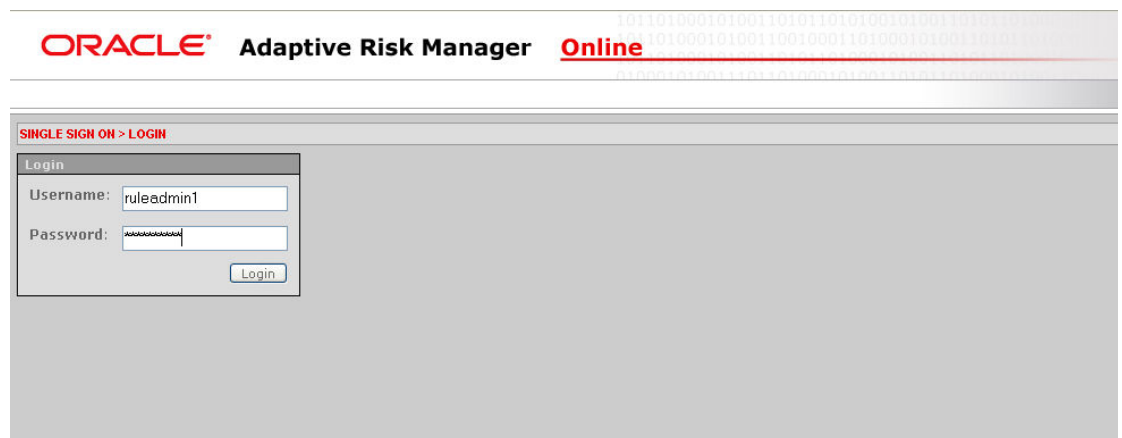 ORACLE® Adaptive Risk Manager Online
SINGLE SIGN ON > LOGIN
Login
Username: ruleadmin1
Password: **********
Login